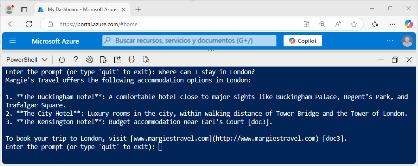 My Dashboard - Microsoft Az
https://portal.azure.com/#home
Microsoft Azure
Buscar recursos, servicios y documentos (G+/)
Copilot
PowerShell
Enter the prompt (or type 'quit' to exit): where can I stay in London?
Margie's Travel offers the following accommodation options in London:
1. **The Buckingham Hotel**: A comfortable hotel close to major sights like Buckingham Palace, Regent's Park, and
Trafalgar Square.
2. **The City Hotel**: Luxury rooms in the city, within walking distance of Tower Bridge and the Tower of London.
3. **The Kensington Hotel**: Budget accommodation near Earl's Court [doc3].
To book your trip to London, visit [www.margiestravel.com](http://www.margiestravel.com) [doc3].
Enter the prompt (or type 'quit' to exit):